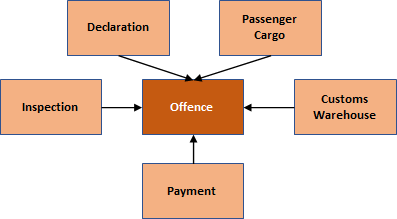 Declaration
Passenger
Cargo
Inspection
Offence
Customs
Warehouse
Payment